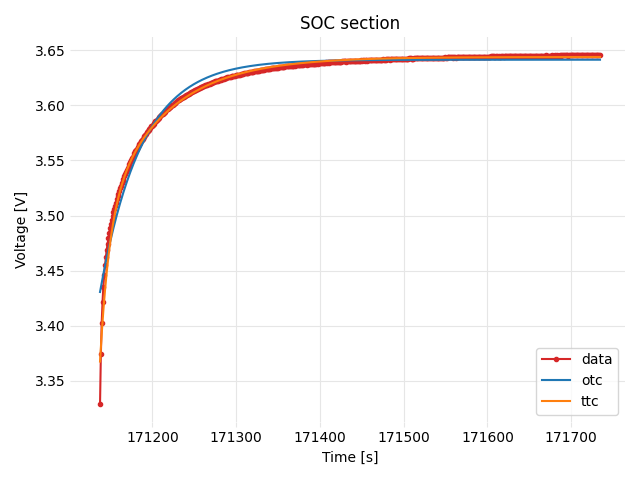 SOC section
3.65
3.60
3.55
3.50
3.45
3.40
3.35
Voltage [V]
data
otc
ttc
171200 171300 171400 171500 171600 171700
Time [s]